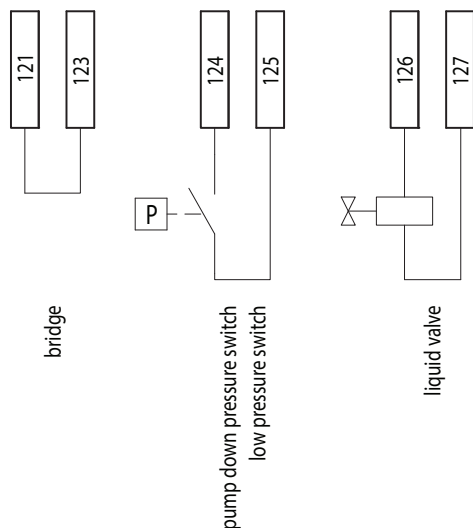 121
123
124
125
126
127
P
bridge
pump down pressure switch
low pressure switch
liquid valve